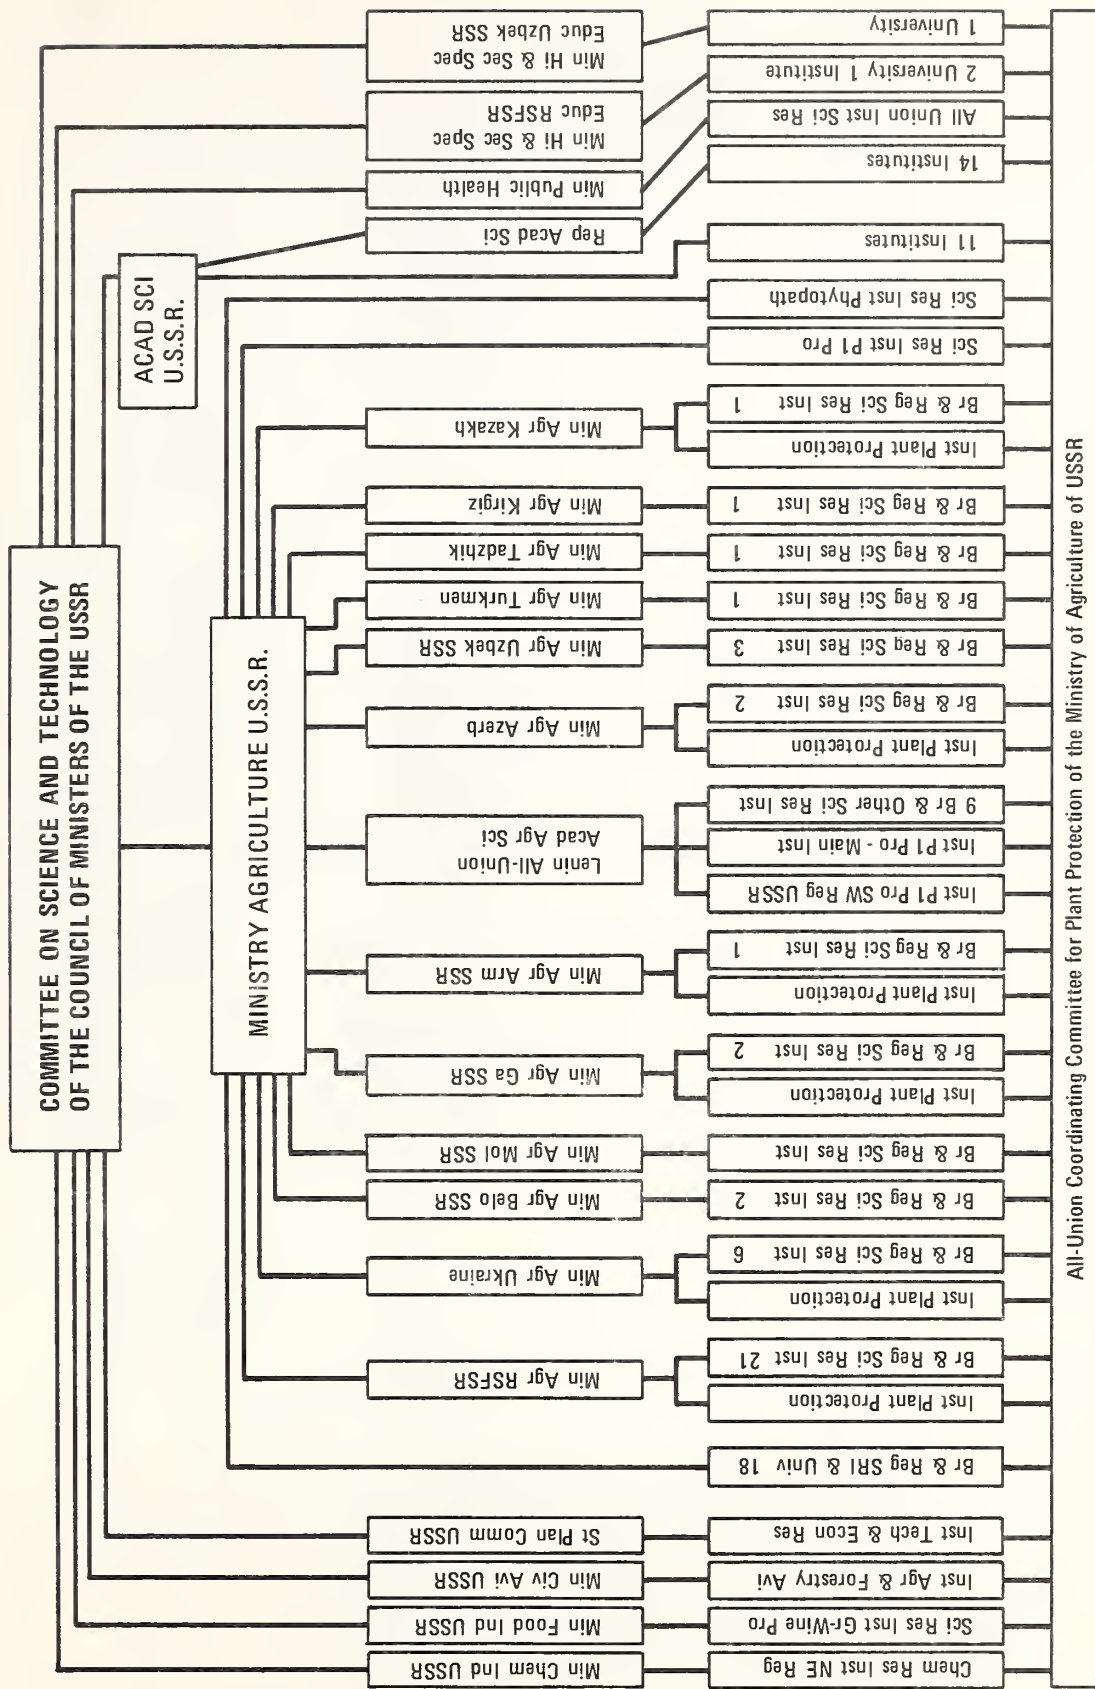 COMMITTEE ON SCIENCE AND TECHNOLOGY
OF THE COUNCIL OF MINISTERS OF THE USSR
ACAD SCI
U.S.S.R.
MINISTRY AGRICULTURE U.S.S.R.
Min Chem Ind USSR
Min Food Ind USSR
Min Civ Avi USSR
St Plan Comm USSR
Min Agr RSFSR
Min Agr Ukraine
Min Agr Belo SSR
Min Agr Mol SSR
Min Agr Ga SSR
Min Agr Arm SSR
Lenin All-Union
Acad Agr Sci
Min Agr Azerb
Min Agr Uzbek SSR
Min Agr Turkmen
Min Agr Tadzhik
Min Agr Kirgiz
Min Agr Kazakh
Rep Acad Sci
Min Public Health
Min Hi & Sec Spec
Educ RSFSR
Min Hi & Sec Spec
Educ Uzbek SSR
Chem Res Inst NE Reg
Sci Res Inst Gr-Wine Pro
Inst Agr & Forestry Avi
Inst Tech & Econ Res
Br & Reg SRI & Univ 18
Inst Plant Protection
Br & Reg Sci Res Inst 21
Inst Plant Protection
Br & Reg Sci Res Inst 6
Br & Reg Sci Res Inst 2
Br & Reg Sci Res Inst
Inst Plant Protection
Br & Reg Sci Res Inst 2
Inst Plant Protection
Br & Reg Sci Res Inst 1
Inst P1 Pro SW Reg USSR
Inst P1 Pro - Main Inst
9 Br & Other Sci Res Inst
Inst Plant Protection
Br & Reg Sci Res Inst 2
Br & Reg Sci Res Inst 3
Br & Reg Sci Res Inst 1
Br & Reg Sci Res Inst 1
Br & Reg Sci Res Inst 1
Inst Plant Protection
Br & Reg Sci Res Inst 1
Sci Res Inst P1 Pro
Sci Res Inst Phytopath
11 Institutes
14 Institutes
All Union Inst Sci Res
2 University 1 Institute
1 University
All-Union Coordinating Committee for Plant Protection of the Ministry of Agriculture of USSR